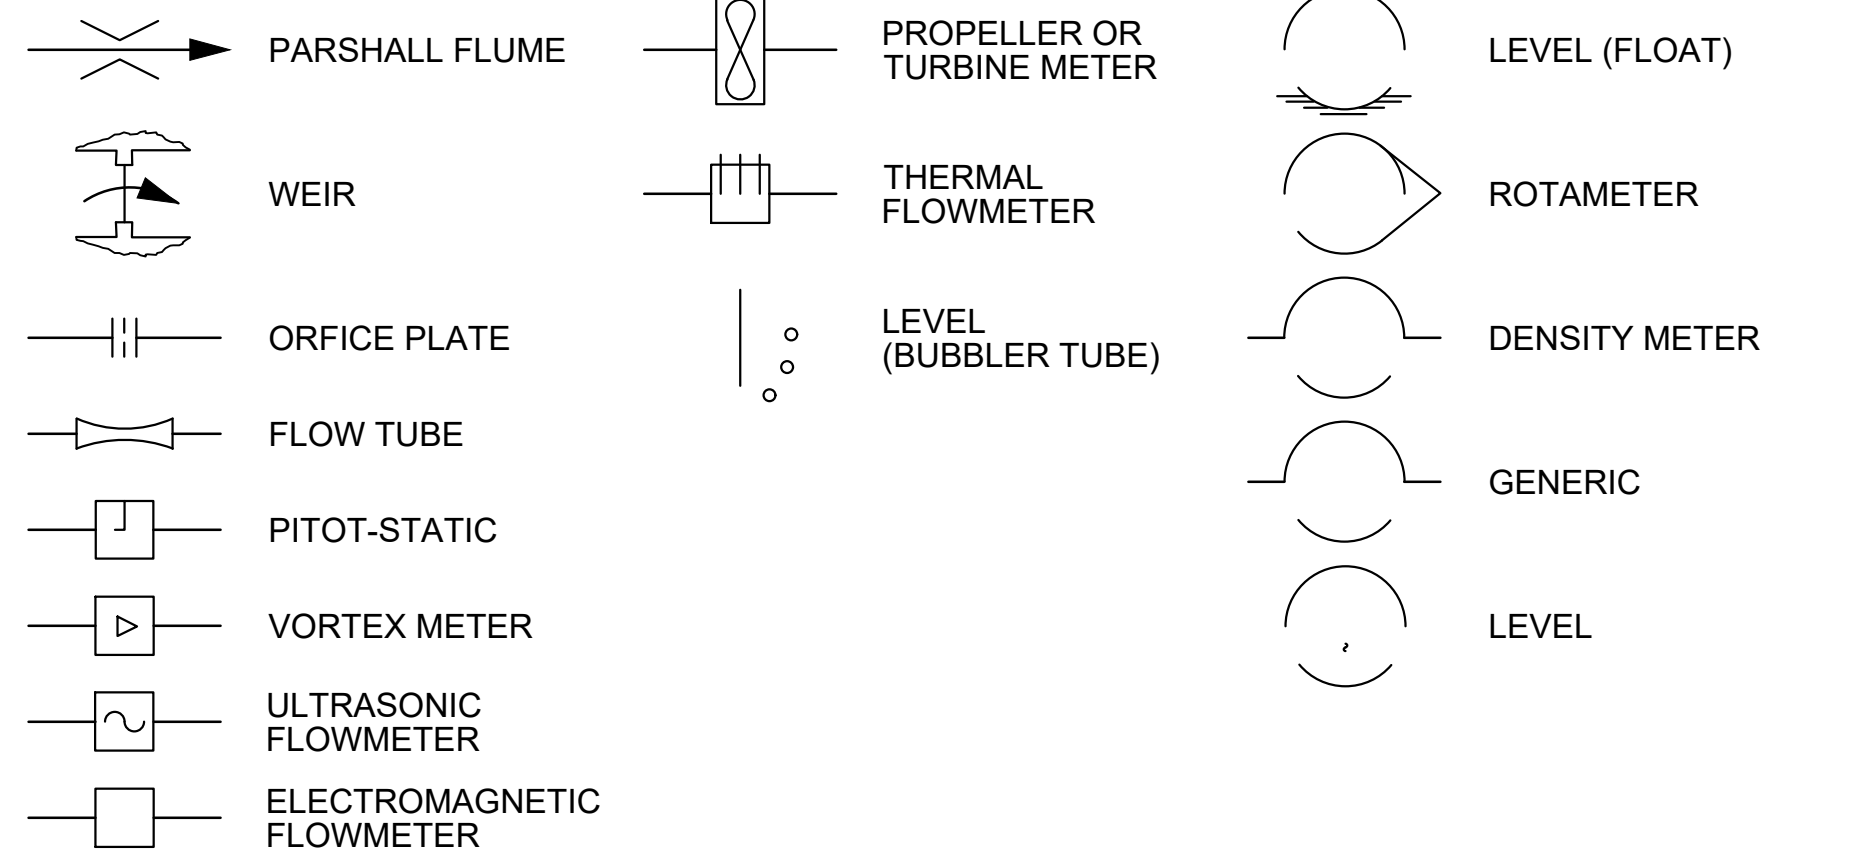 PARSHALL FLUME
WEIR
ORFICE PLATE
FLOW TUBE
PITOT-STATIC
VORTEX METER
ULTRASONIC
FLOWMETER
ELECTROMAGNETIC
FLOWMETER
PROPELLER OR
TURBINE METER
THERMAL
FLOWMETER
LEVEL
(BUBBLER TUBE)
LEVEL (FLOAT)
ROTAMETER
DENSITY METER
GENERIC
LEVEL